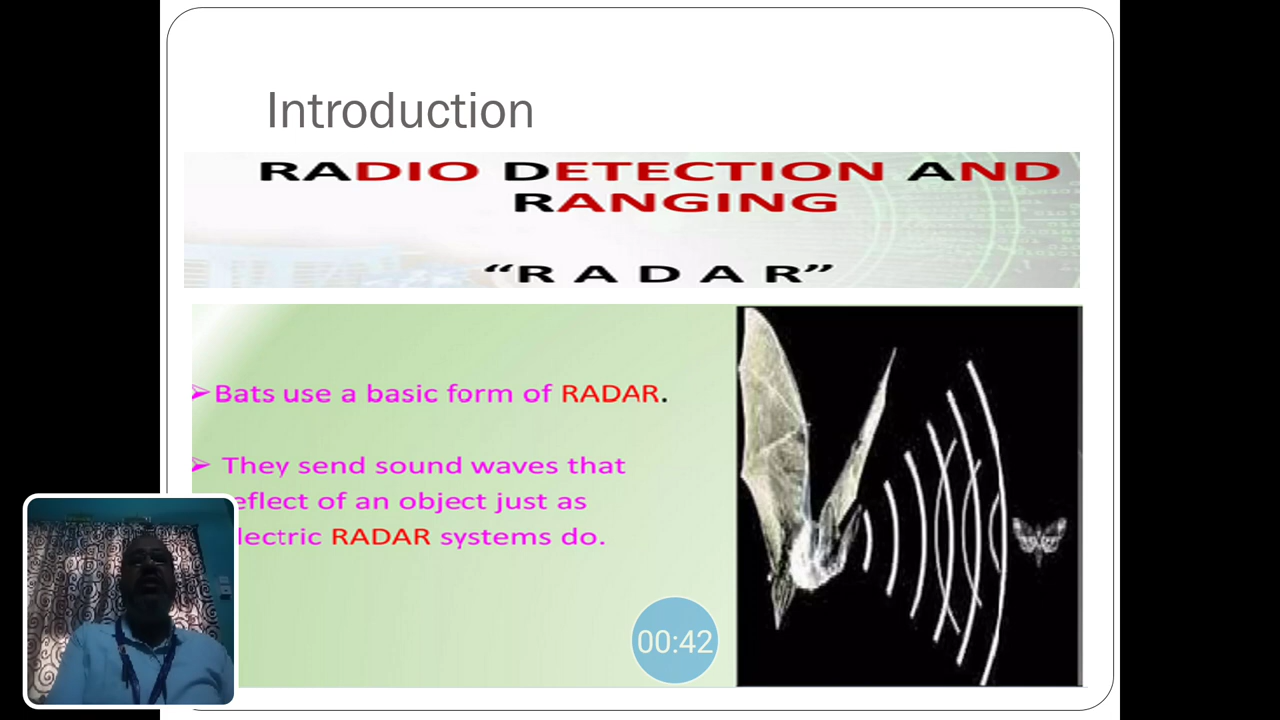 Introduction
RADIO DETECTION AND
RANGING
“R A D A R”
➢Bats use a basic form of RADAR.
➢ They send sound waves that
eflect of an object just as
lectric RADAR systems do.
00:42